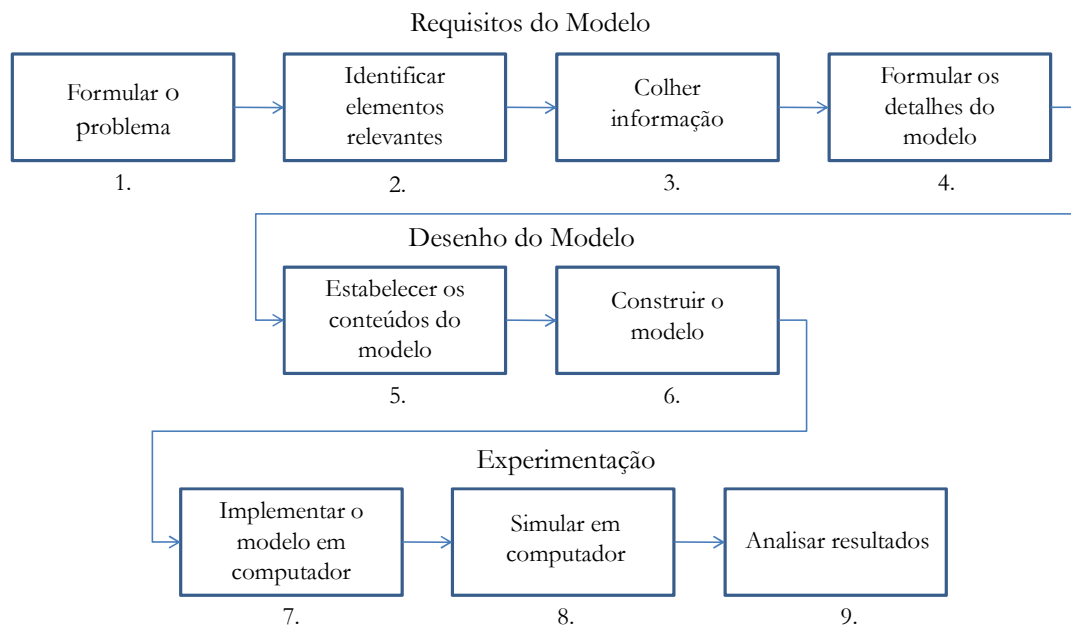 Requisitos do Modelo
Formular o
problema
1.
Identificar
elementos
relevantes
2.
Colher
informação
3.
Formular os
detalhes do
modelo
4.
Desenho do Modelo
Estabelecer os
conteúdos do
modelo
5.
Construir o
modelo
6.
Experimentação
Implementar o
modelo em
computador
7.
Simular em
computador
8.
Analisar resultados
9.